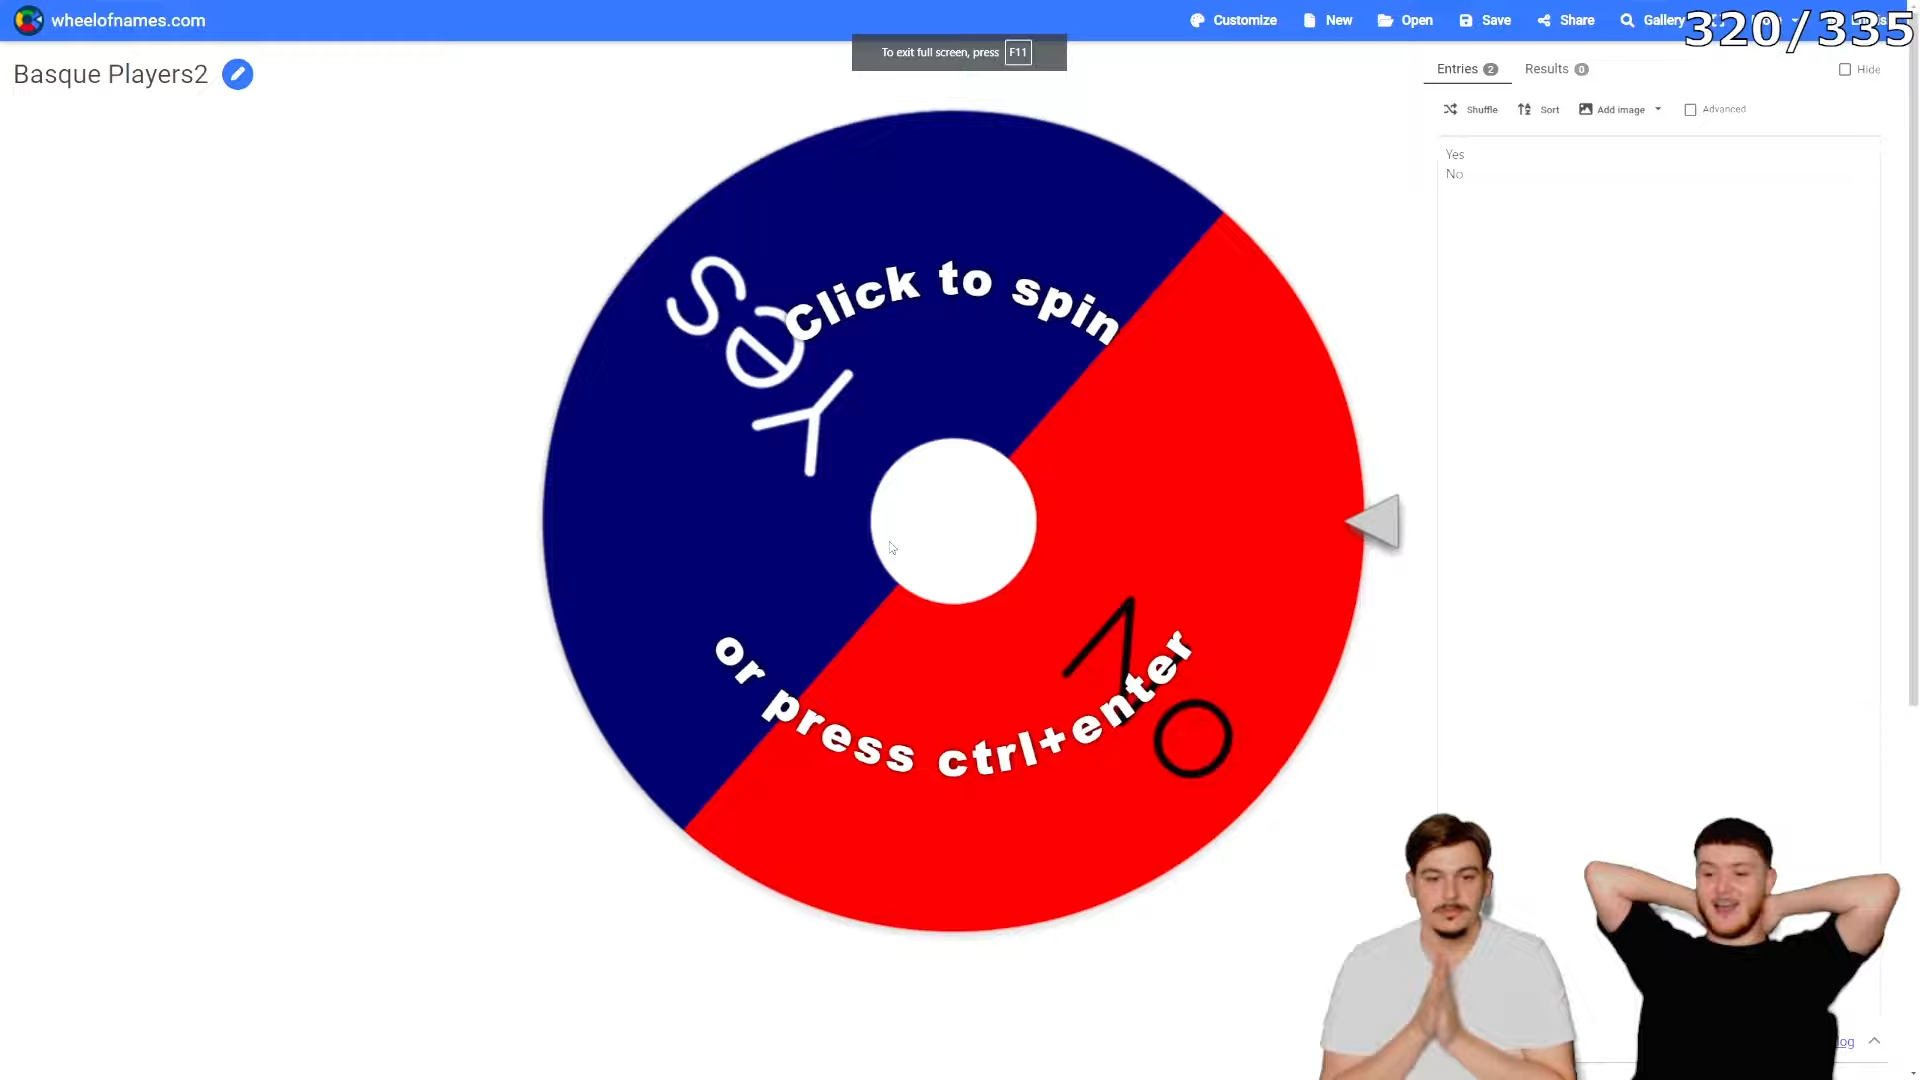 wheelofnames.com
Customize
New
Open
Save
Share
Gallery
320/335
To exit full screen, press F11
Basque Players2
Entries 2
Results 0
Hide
Shuffle
Sort
Add image
Advanced
Yes
No
Yes
Click to spin
No
or press ctrl+enter
log